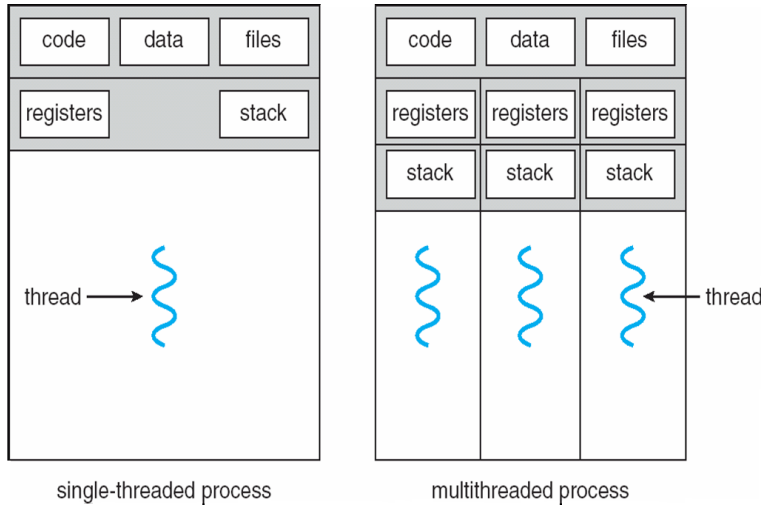 code data files
registers stack
thread
single-threaded process
code data files
registers registers registers
stack stack stack
thread
multithreaded process